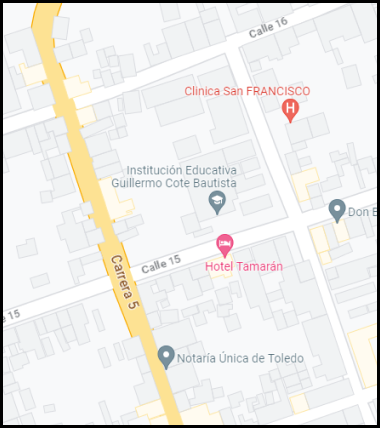 Calle 16
Clinica San FRANCISCO
H
Institución Educativa
Guillermo Cote Bautista
Don E
Calle 15
Hotel Tamarán
Carrera 5
e 15
Notaría Única de Toledo